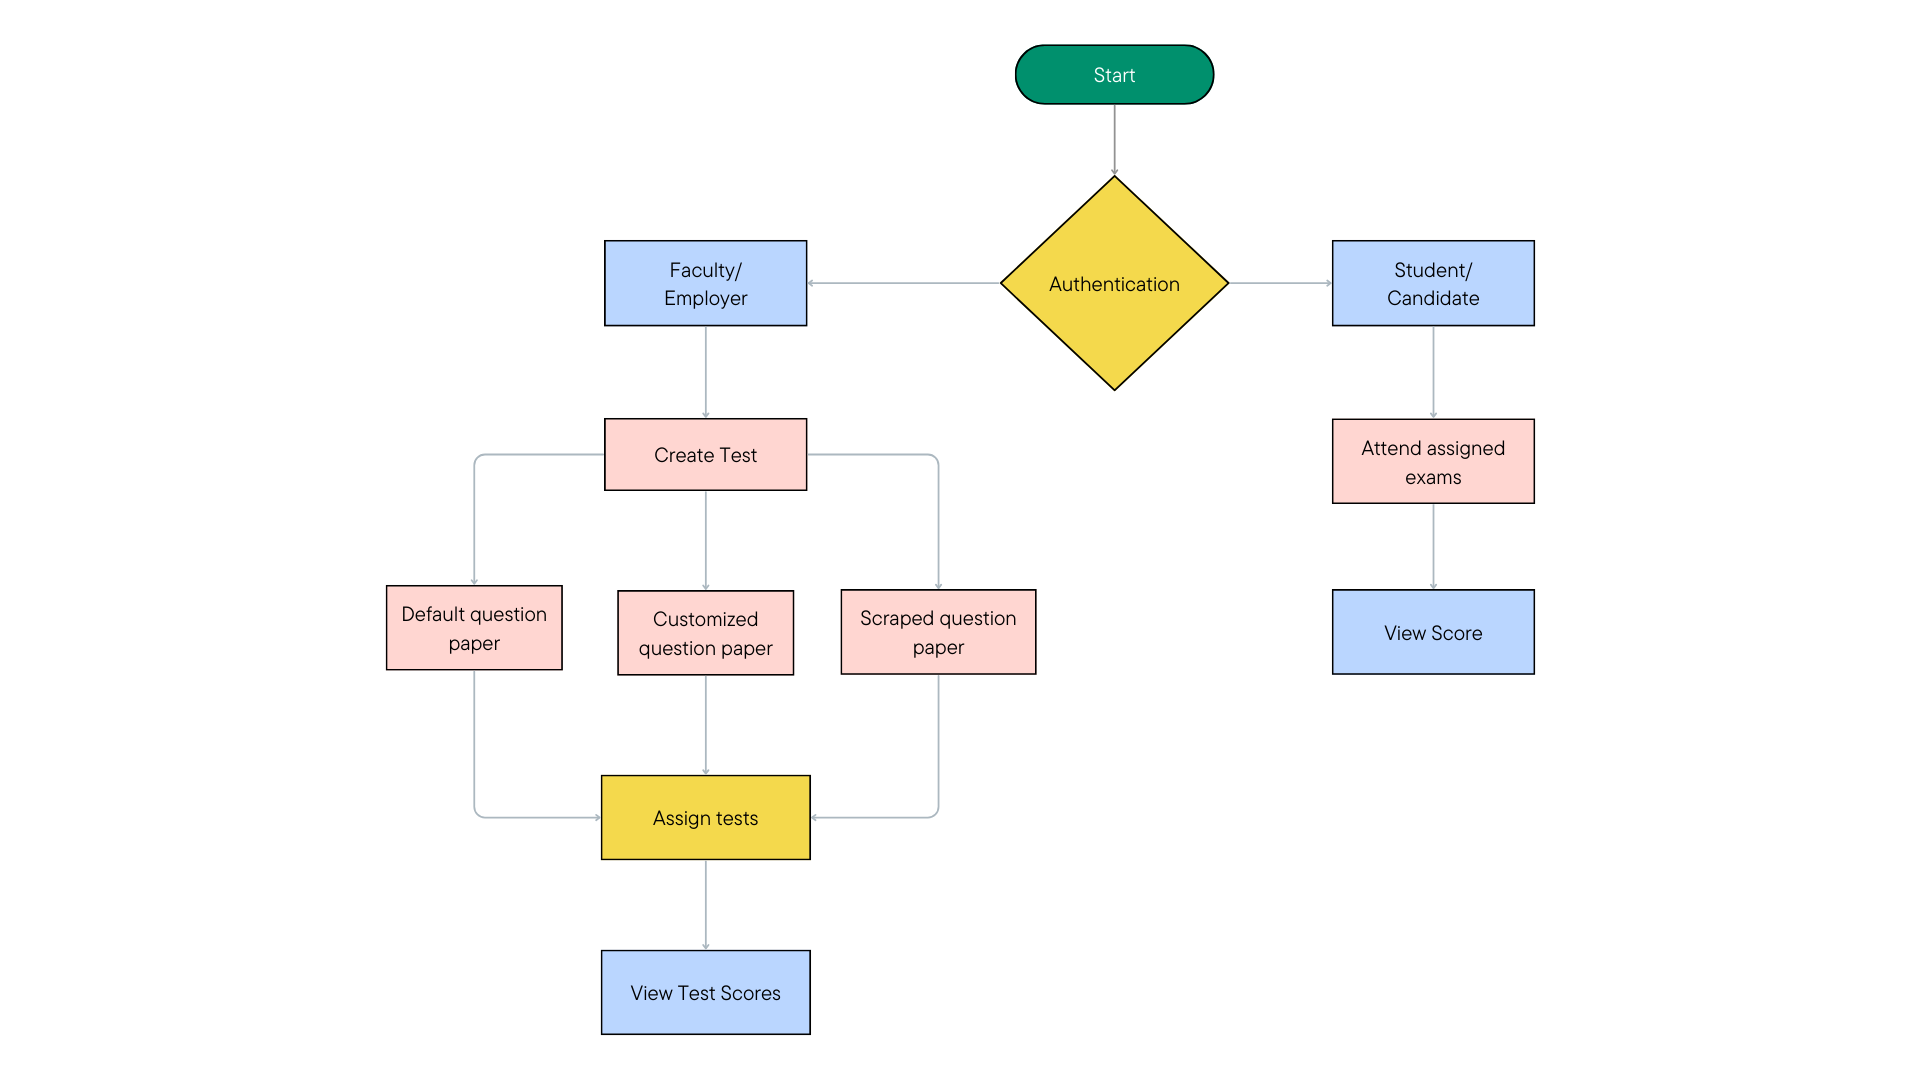 Start
Authentication
Faculty/
Employer
Student/
Candidate
Create Test
Attend assigned
exams
Default question
paper
Customized
question paper
Scraped question
paper
View Score
Assign tests
View Test Scores